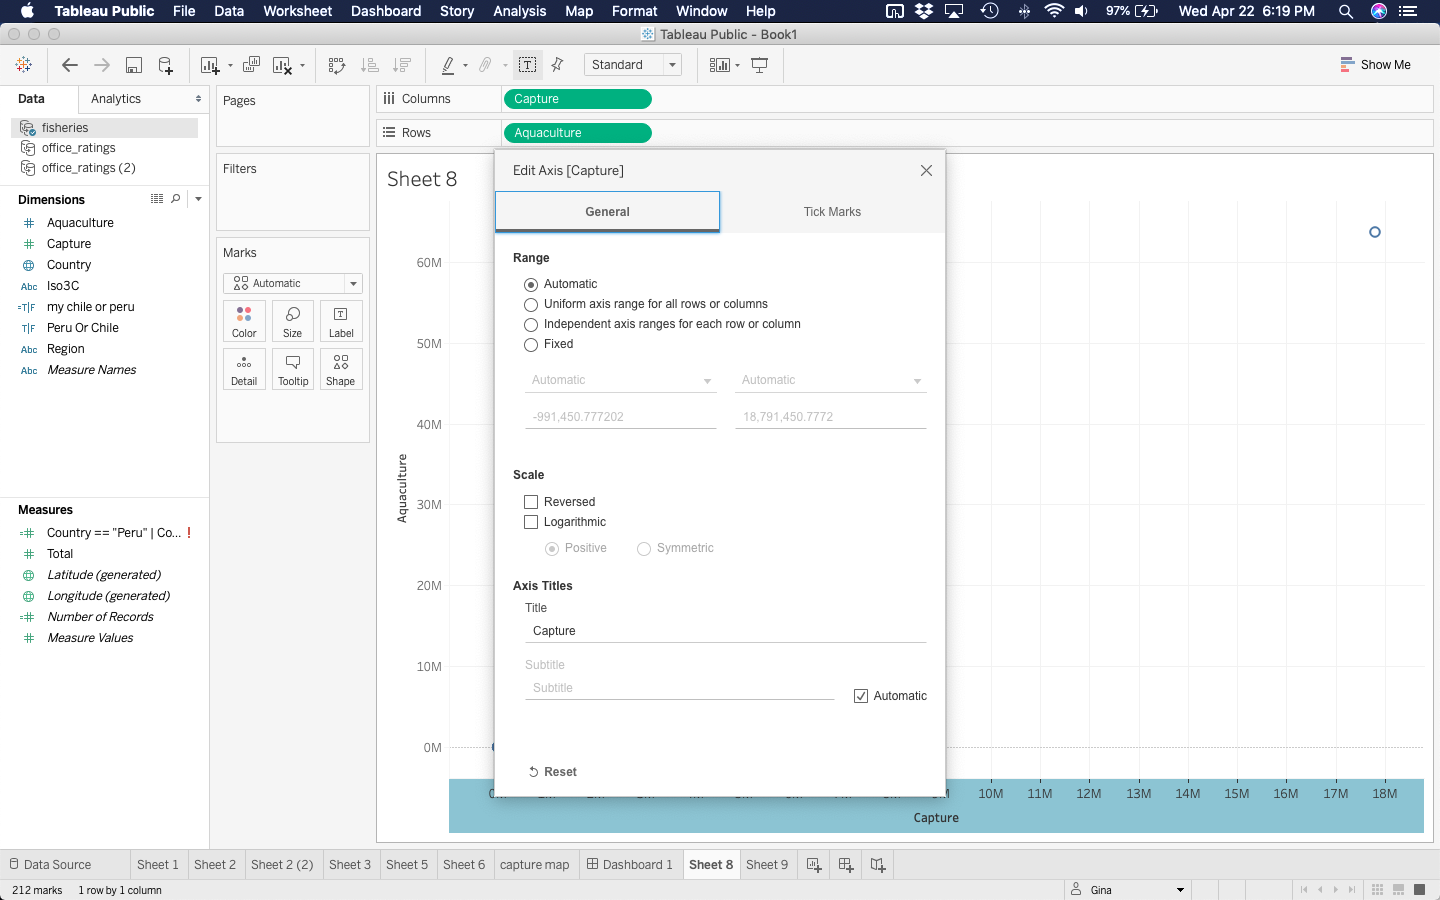 Tableau Public File Data Worksheet Dashboard Story Analysis Map Format Window Help 97% Wed Apr 22 6:19 PM
Tableau Public - Book1
Standard Show Me
Data Analytics
fisheries
office_ratings
office_ratings (2)
Dimensions
# Aquaculture
# Capture
Country
Abc Iso3C
=T|F my chile or peru
T|F Peru Or Chile
Abc Region
Abc Measure Names
Measures
=# Country == "Peru" | Co... !
# Total
Latitude (generated)
Longitude (generated)
=# Number of Records
# Measure Values
Pages
Filters
Marks
Automatic
Color Size Label
Detail Tooltip Shape
Columns Capture
Rows Aquaculture
Sheet 8
60M
50M
40M
30M
20M
10M
0M
Aquaculture
Edit Axis [Capture]
General Tick Marks
Range
Automatic
Uniform axis range for all rows or columns
Independent axis ranges for each row or column
Fixed
Automatic Automatic
-991,450.777202 18,791,450.7772
Scale
Reversed
Logarithmic
Positive Symmetric
Axis Titles
Title
Capture
Subtitle
Subtitle
Automatic
Reset
10M 11M 12M 13M 14M 15M 16M 17M 18M
Capture
Data Source Sheet 1 Sheet 2 Sheet 2 (2) Sheet 3 Sheet 5 Sheet 6 capture map Dashboard 1 Sheet 8 Sheet 9
212 marks 1 row by 1 column Gina